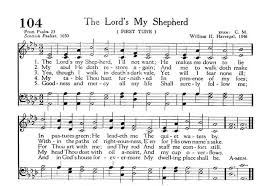 104
The Lord's My Shepherd
( FIRST TUNE )
From Psalm 23
Scottish Psalter, 1650
C. M.
William H. Havergal, 1846
1. The Lord's my Shep-herd, I'll not want; He makes me down to lie
2. My soul He doth re-store a-gain; And me to walk doth make
3. Yea, though I walk in death's dark vale, Yet will I fear none ill;
4. My ta-ble Thou hast fur-nish-ed In pres-ence of my foes;
5. Good-ness and mer-cy all my life Shall sure-ly fol-low me;
In pas-tures green: He lead-eth me The qui-et wa-ters by.
With-in the paths of right-eous-ness, E'en for His own name's sake.
For Thou art with me, and Thy rod And staff me com-fort still.
My head Thou dost with oil a-noint, And my cup o-ver-flows.
And in God's house for-ev-er-more My dwell-ing place shall be. A-MEN.